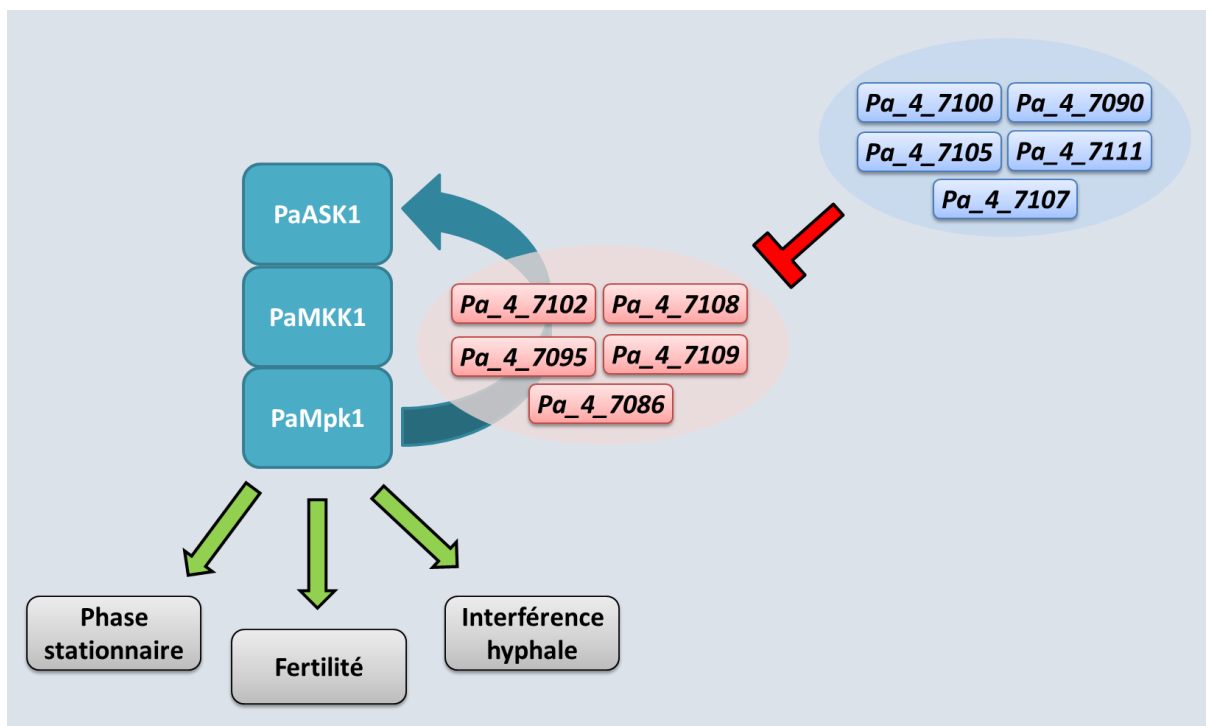 Pa_4_7100
Pa_4_7090
Pa_4_7105
Pa_4_7111
Pa_4_7107
PaASK1
PaMKK1
PaMpk1
Pa_4_7102
Pa_4_7108
Pa_4_7095
Pa_4_7109
Pa_4_7086
Phase
stationnaire
Fertilité
Interférence
hyphale